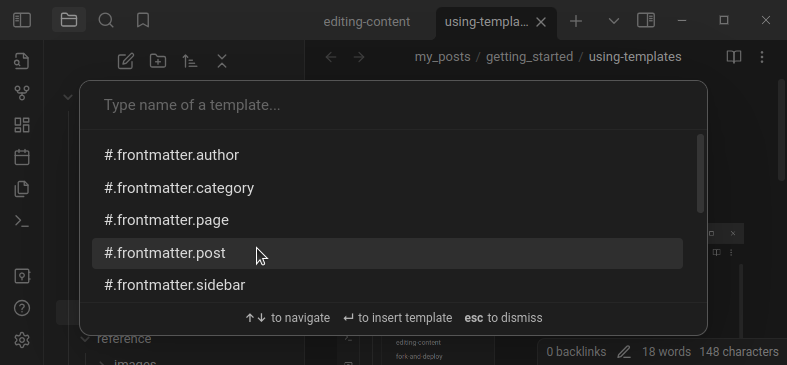 editing-content
using-templa...
my_posts / getting_started / using-templates
Type name of a template...
#.frontmatter.author
#.frontmatter.category
#.frontmatter.page
#.frontmatter.post
#.frontmatter.sidebar
↑↓ to navigate ↵ to insert template esc to dismiss
reference
images
editing content
fork and deploy
0 backlinks 18 words 148 characters